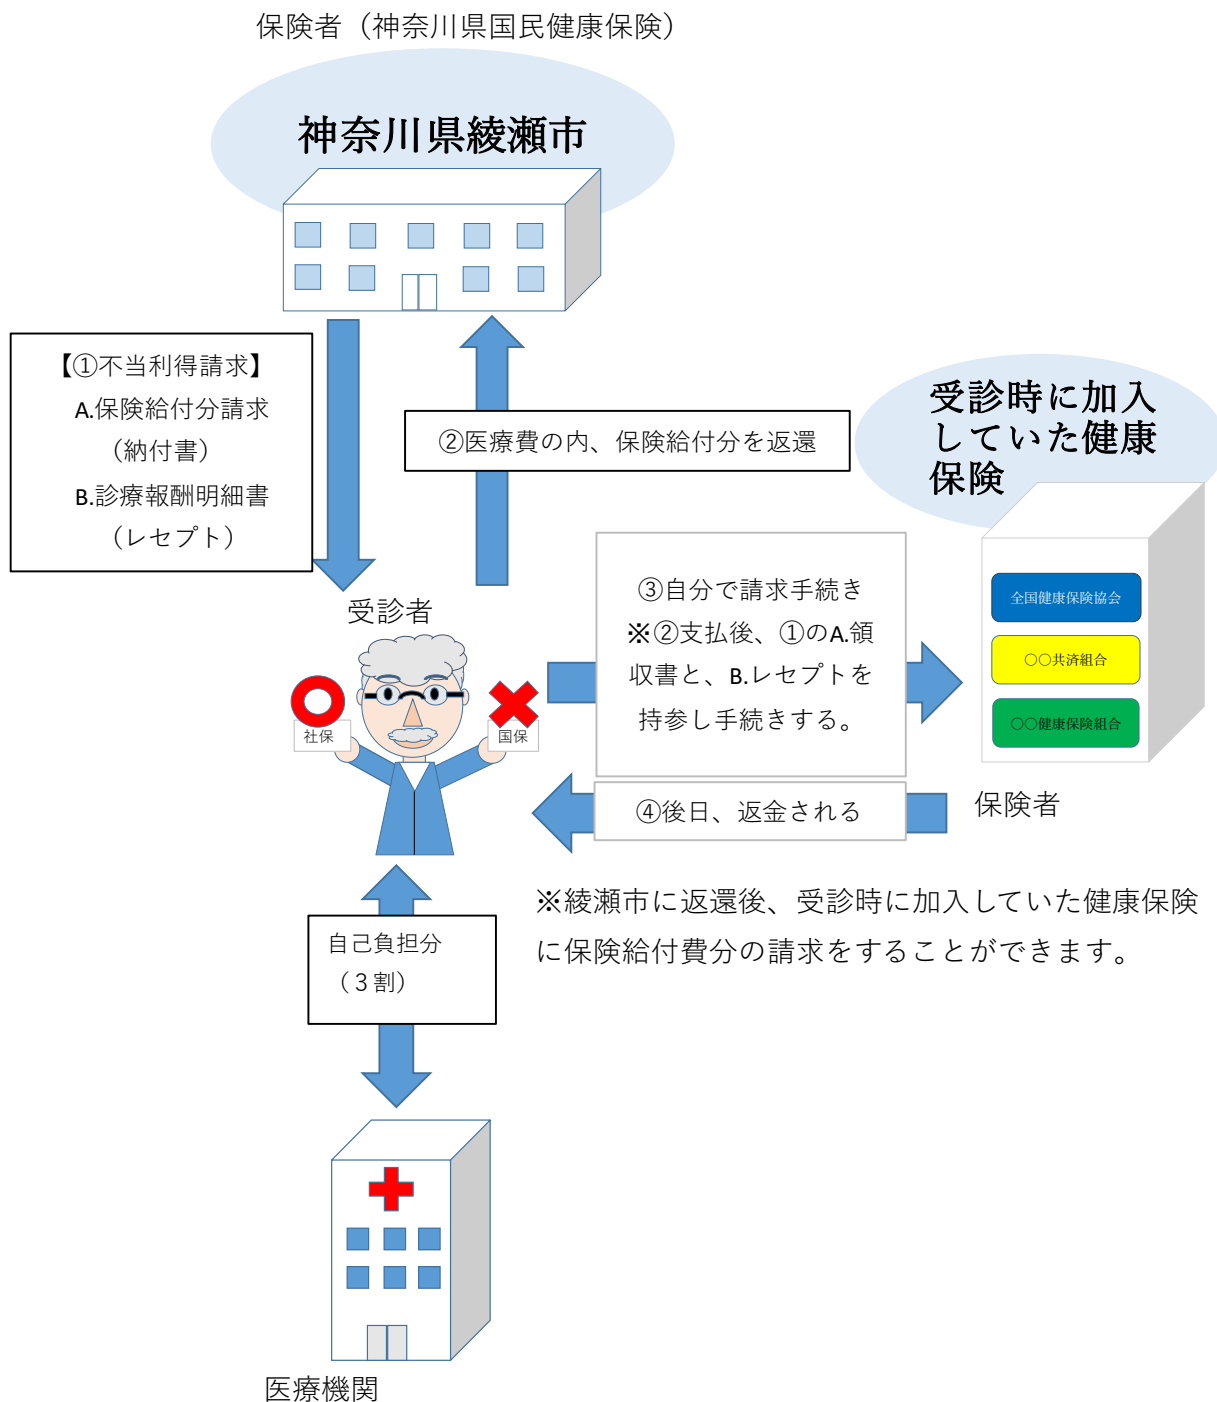 保険者（神奈川県国民健康保険）
神奈川県綾瀬市
【①不当利得請求】
A.保険給付分請求
（納付書）
B.診療報酬明細書
（レセプト）
②医療費の内、保険給付分を返還
受診時に加入
していた健康
保険
全国健康保険協会
〇〇共済組合
〇〇健康保険組合
保険者
③自分で請求手続き
※②支払後、①のA.領
収書と、B.レセプトを
持参し手続きする。
④後日、返金される
受診者
社保
国保
※綾瀬市に返還後、受診時に加入していた健康保険
に保険給付費分の請求をすることができます。
自己負担分
（３割）
医療機関